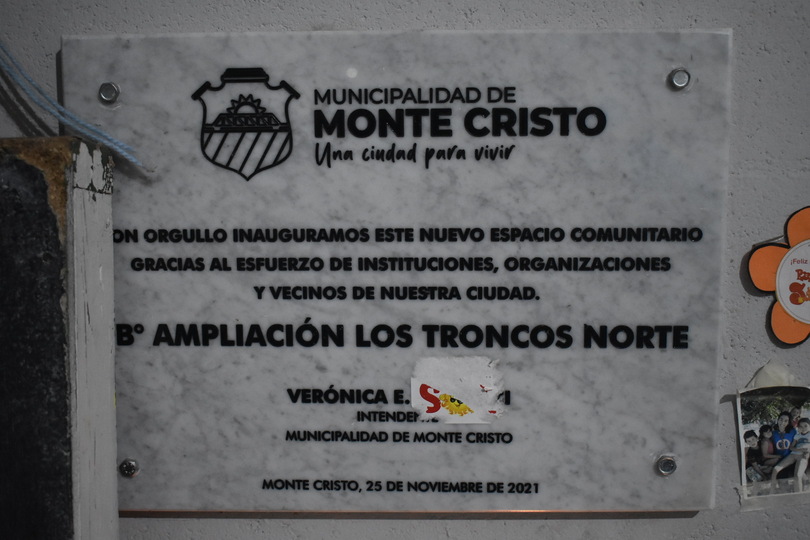 MUNICIPALIDAD DE
MONTE CRISTO
Una ciudad para vivir
ON ORGULLO INAUGURAMOS ESTE NUEVO ESPACIO COMUNITARIO
GRACIAS AL ESFUERZO DE INSTITUCIONES, ORGANIZACIONES
Y VECINOS DE NUESTRA CIUDAD.
B° AMPLIACIÓN LOS TRONCOS NORTE
VERÓNICA E.
MUNICIPALIDAD DE MONTE CRISTO
MONTE CRISTO, 25 DE NOVIEMBRE DE 2021
¡Feliz